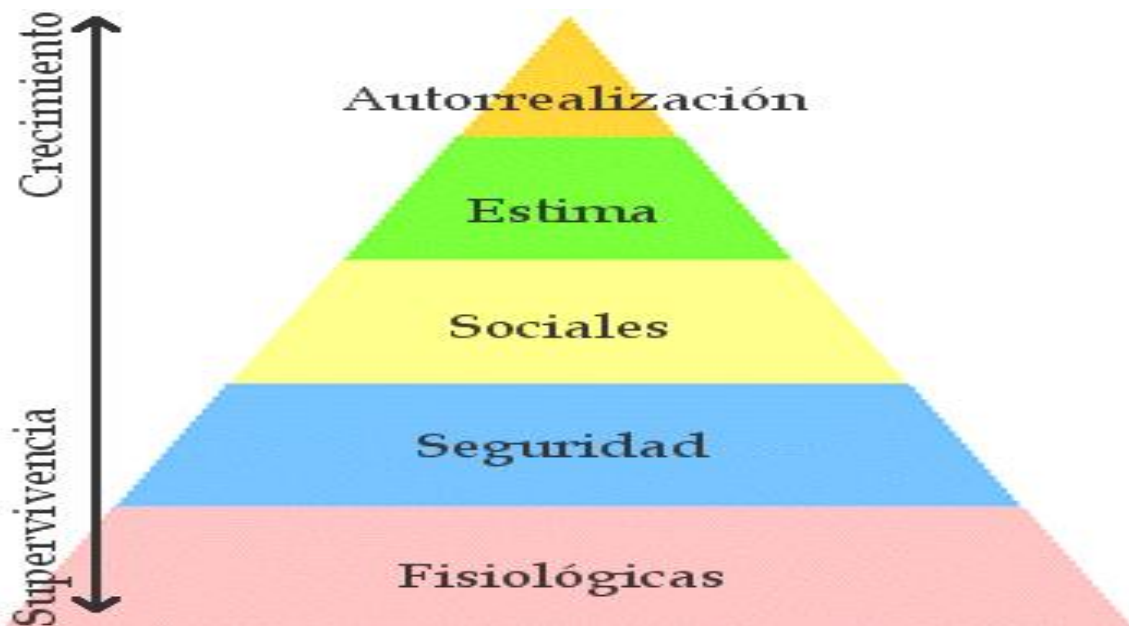 Crecimiento
Autorrealización
Estima
Sociales
Seguridad
Supervivencia
Fisiológicas